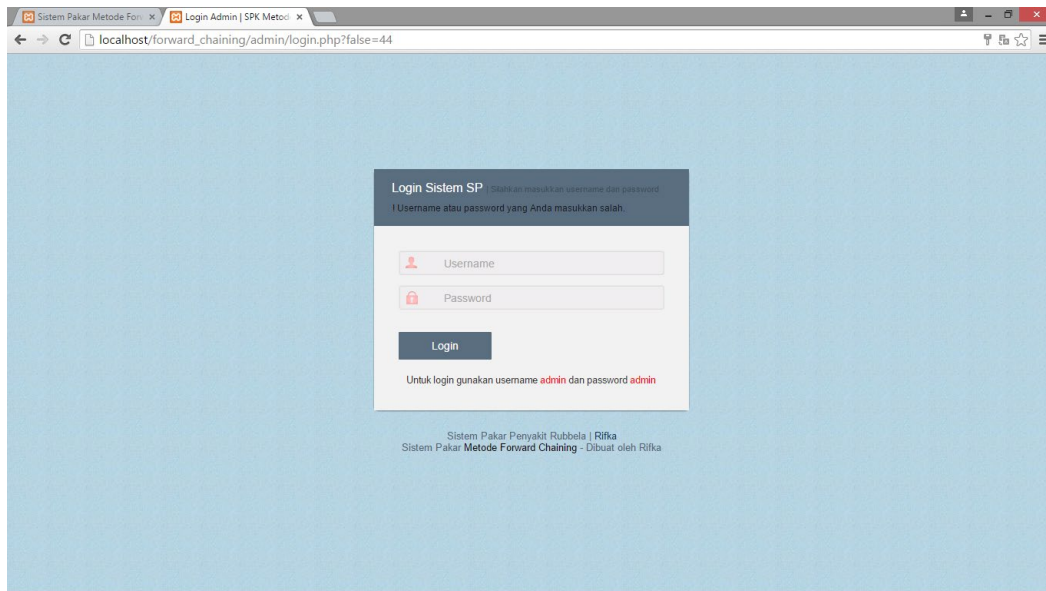 Sistem Pakar Metode For
Login Admin | SPK Metod
localhost/forward_chaining/admin/login.php?false=44
Login Sistem SP | Silahkan masukkan username dan password
! Username atau password yang Anda masukkan salah.
Username
Password
Login
Untuk login gunakan username admin dan password admin
Sistem Pakar Penyakit Rubbela | Rifka
Sistem Pakar Metode Forward Chaining - Dibuat oleh Rifka